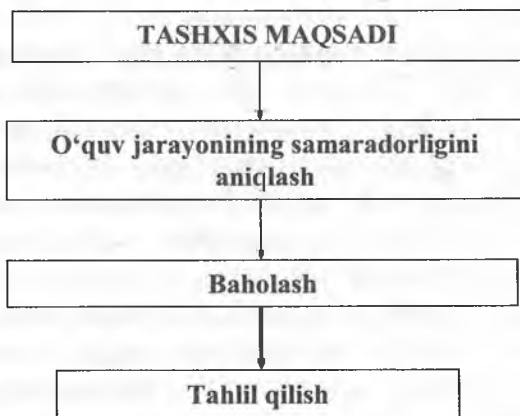 TASHXIS MAQSADI
O‘quv jarayonining samaradorligini
aniqlash
Baholash
Tahlil qilish